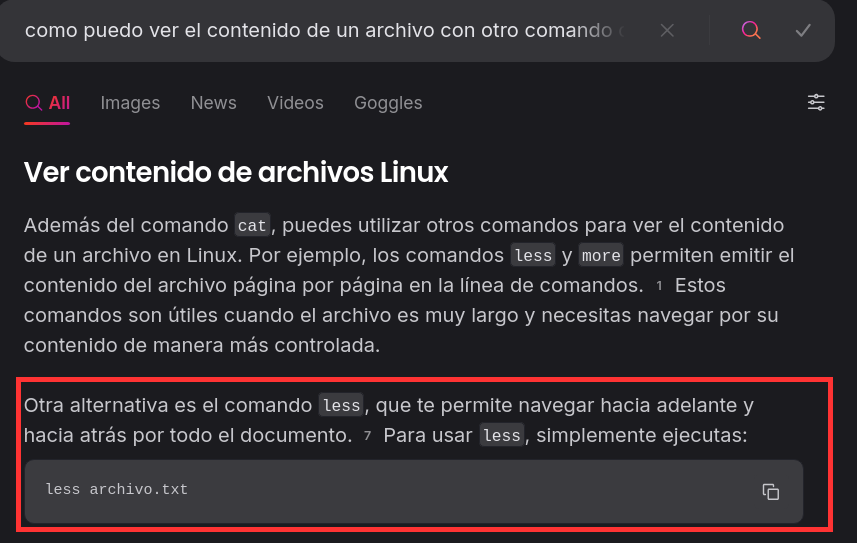 como puedo ver el contenido de un archivo con otro comando
All Images News Videos Goggles
Ver contenido de archivos Linux
Además del comando cat, puedes utilizar otros comandos para ver el contenido
de un archivo en Linux. Por ejemplo, los comandos less y more permiten emitir el
contenido del archivo página por página en la línea de comandos. 1 Estos
comandos son útiles cuando el archivo es muy largo y necesitas navegar por su
contenido de manera más controlada.
Otra alternativa es el comando less, que te permite navegar hacia adelante y
hacia atrás por todo el documento. 7 Para usar less, simplemente ejecutas:
less archivo.txt